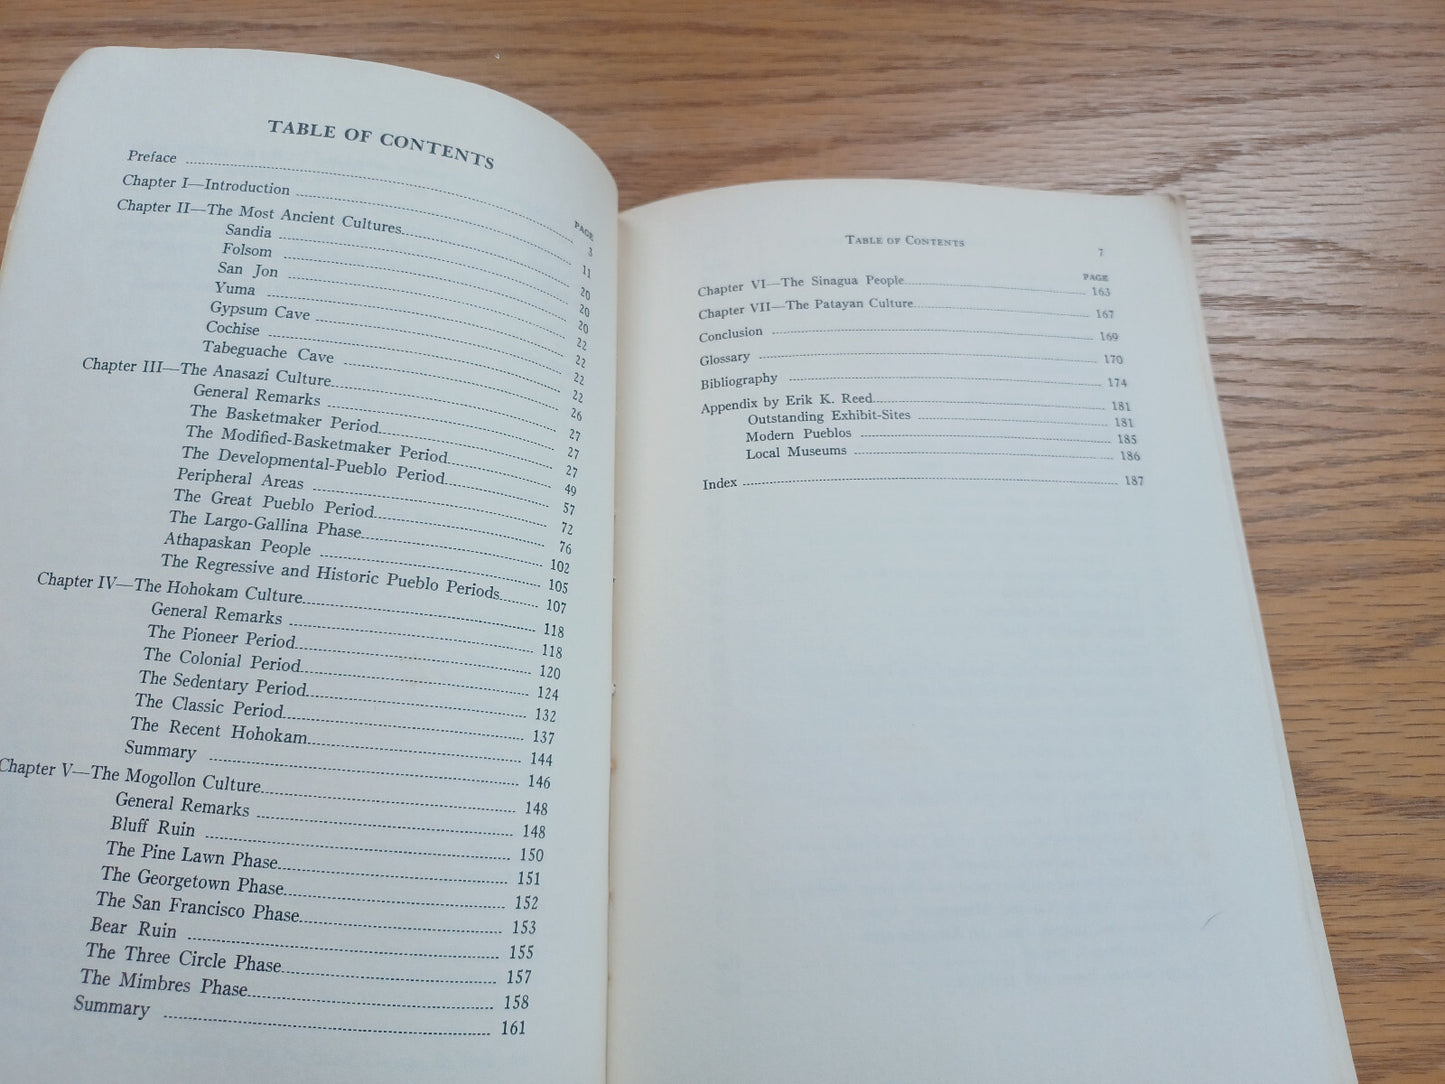 TABLE OF CONTENTS
PAGE
Preface 3
Chapter I—Introduction 11
Chapter II—The Most Ancient Cultures 20
Sandia 20
Folsom 20
San Jon 22
Yuma 22
Gypsum Cave 22
Cochise 22
Tabeguache Cave 26
Chapter III—The Anasazi Culture 27
General Remarks 27
The Basketmaker Period 27
The Modified-Basketmaker Period 49
The Developmental-Pueblo Period 57
Peripheral Areas 72
The Great Pueblo Period 76
The Largo-Gallina Phase 102
Athapaskan People 105
The Regressive and Historic Pueblo Periods 107
Chapter IV—The Hohokam Culture 118
General Remarks 118
The Pioneer Period 120
The Colonial Period 124
The Sedentary Period 132
The Classic Period 137
The Recent Hohokam 144
Summary 146
Chapter V—The Mogollon Culture 148
General Remarks 148
Bluff Ruin 150
The Pine Lawn Phase 151
The Georgetown Phase 152
The San Francisco Phase 153
Bear Ruin 155
The Three Circle Phase 157
The Mimbres Phase 158
Summary 161
TABLE OF CONTENTS 7
PAGE
Chapter VI—The Sinagua People 163
Chapter VII—The Patayan Culture 167
Conclusion 169
Glossary 170
Bibliography 174
Appendix by Erik K. Reed 181
Outstanding Exhibit-Sites 181
Modern Pueblos 185
Local Museums 186
Index 187